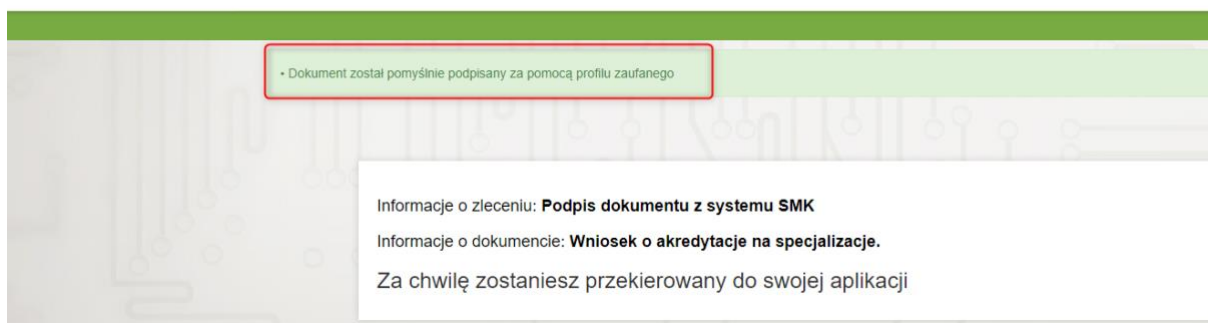 • Dokument został pomyślnie podpisany za pomocą profilu zaufanego
Informacje o zleceniu: Podpis dokumentu z systemu SMK
Informacje o dokumencie: Wniosek o akredytacje na specjalizacje.
Za chwilę zostaniesz przekierowany do swojej aplikacji